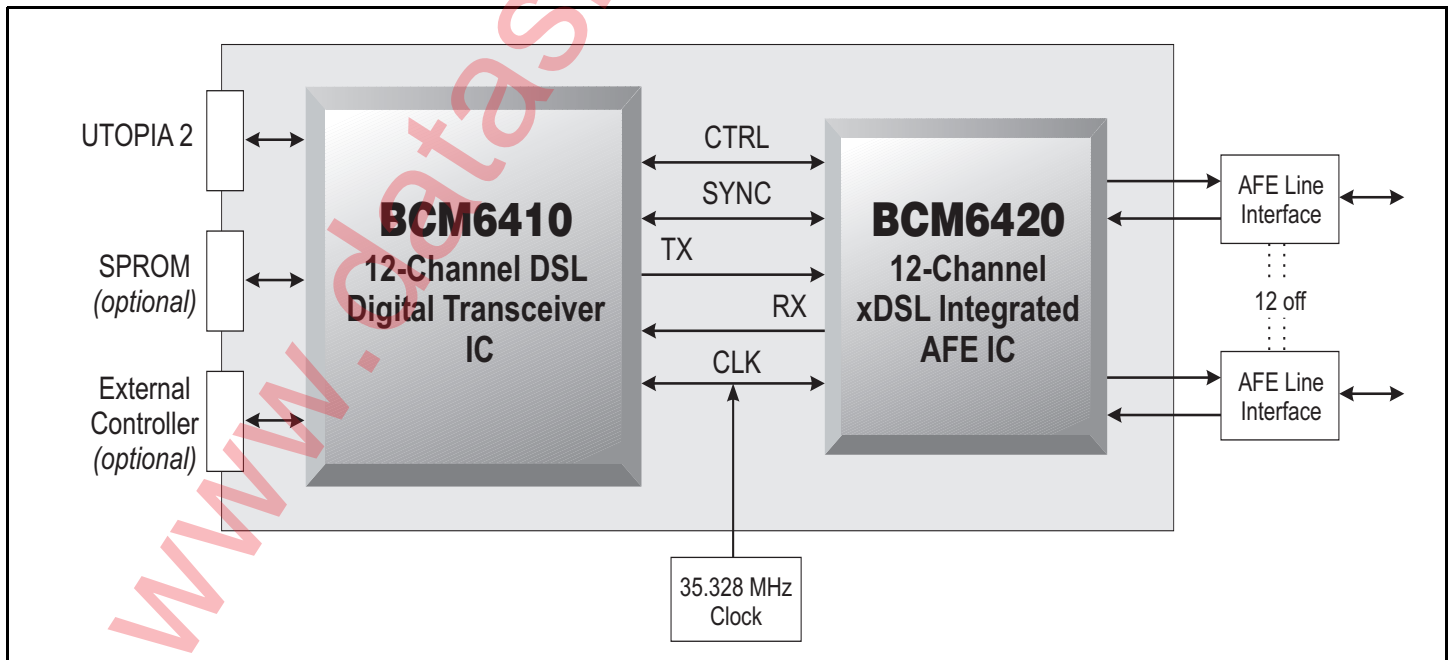 UTOPIA 2
SPROM
(optional)
External
Controller
(optional)
BCM6410
12-Channel DSL
Digital Transceiver
IC
CTRL
SYNC
TX
RX
CLK
BCM6420
12-Channel
xDSL Integrated
AFE IC
AFE Line
Interface
12 off
AFE Line
Interface
35.328 MHz
Clock
www.datas